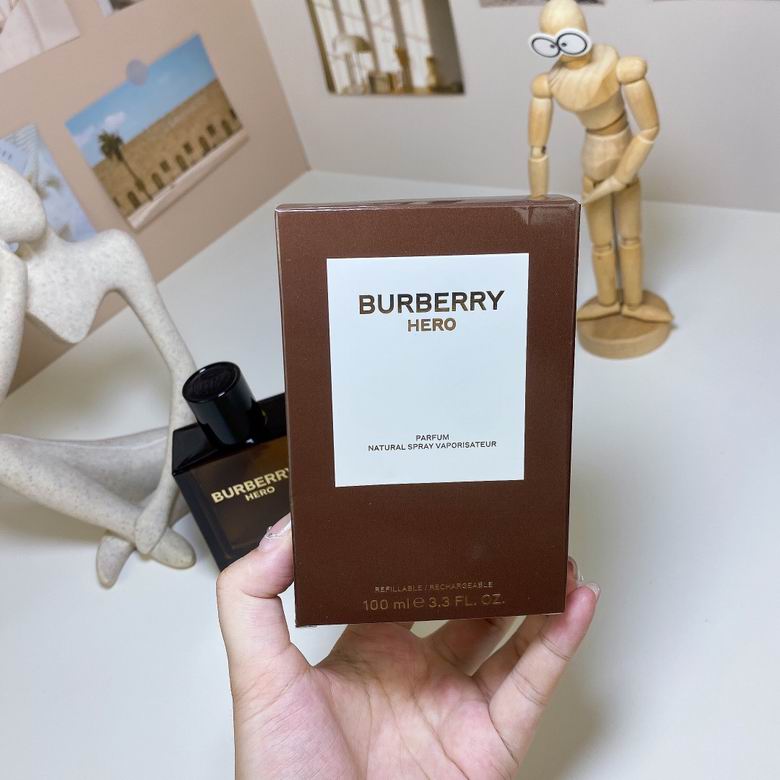 BURBERRY
HERO
PARFUM
NATURAL SPRAY VAPORISATEUR
REFILLABLE / RECHARGEABLE
100 ml ℮ 3.3 FL. OZ.
BURBERRY
HERO